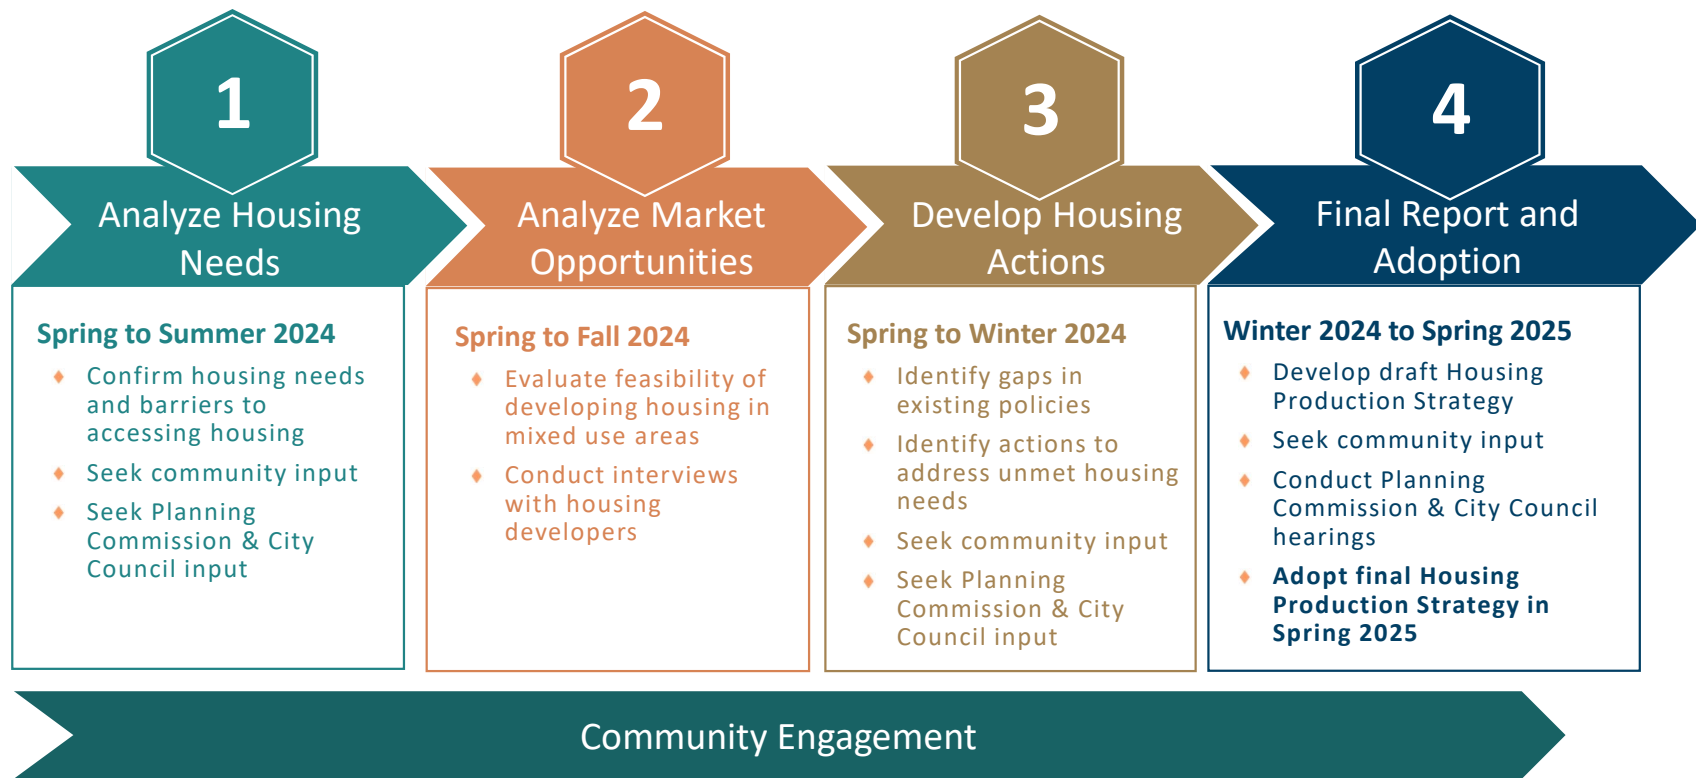 1
Analyze Housing
Needs
Spring to Summer 2024
Confirm housing needs
and barriers to
accessing housing
Seek community input
Seek Planning
Commission & City
Council input
2
Analyze Market
Opportunities
Spring to Fall 2024
Evaluate feasibility of
developing housing in
mixed use areas
Conduct interviews
with housing
developers
3
Develop Housing
Actions
Spring to Winter 2024
Identify gaps in
existing policies
Identify actions to
address unmet housing
needs
Seek community input
Seek Planning
Commission & City
Council input
4
Final Report and
Adoption
Winter 2024 to Spring 2025
Develop draft Housing
Production Strategy
Seek community input
Conduct Planning
Commission & City Council
hearings
Adopt final Housing
Production Strategy in
Spring 2025
Community Engagement